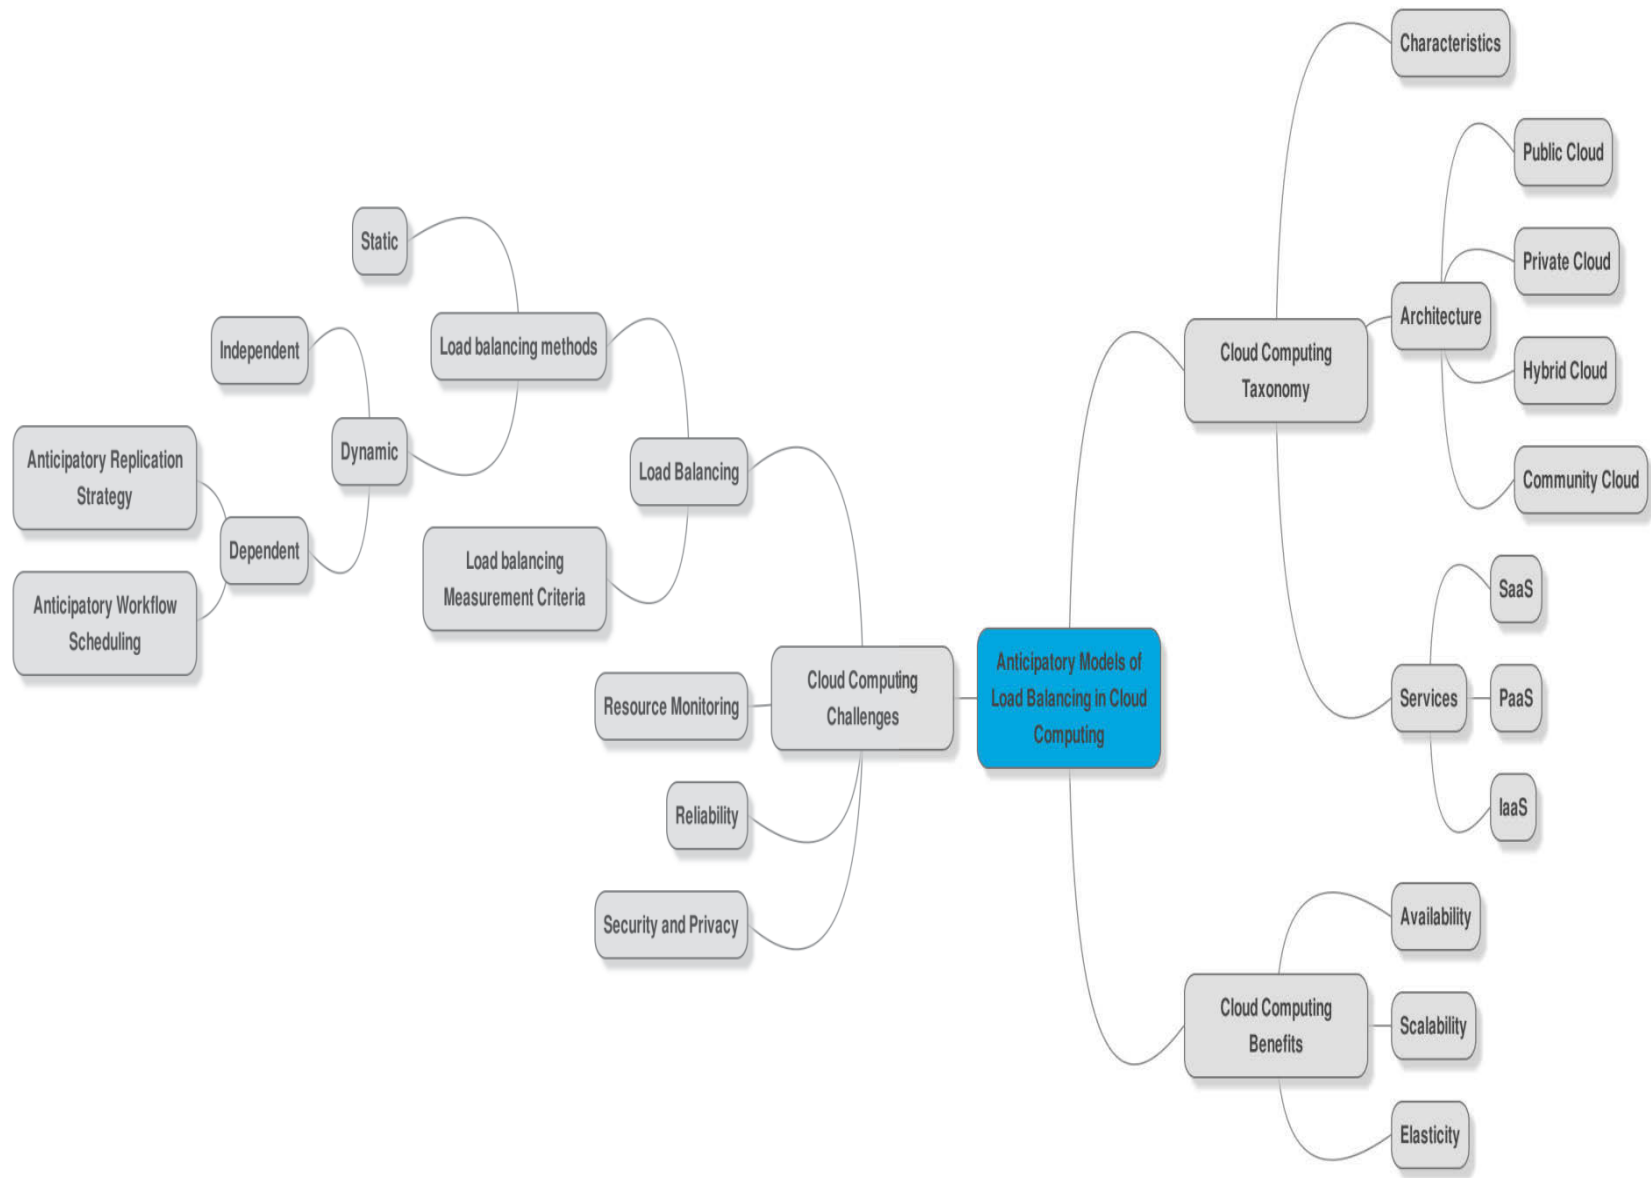 Characteristics
Public Cloud
Private Cloud
Architecture
Hybrid Cloud
Community Cloud
Cloud Computing
Taxonomy
SaaS
Services
PaaS
IaaS
Static
Independent
Load balancing methods
Dynamic
Anticipatory Replication
Strategy
Load Balancing
Dependent
Load balancing
Measurement Criteria
Anticipatory Workflow
Scheduling
Anticipatory Models of
Load Balancing in Cloud
Computing
Cloud Computing
Challenges
Resource Monitoring
Reliability
Security and Privacy
Availability
Cloud Computing
Benefits
Scalability
Elasticity